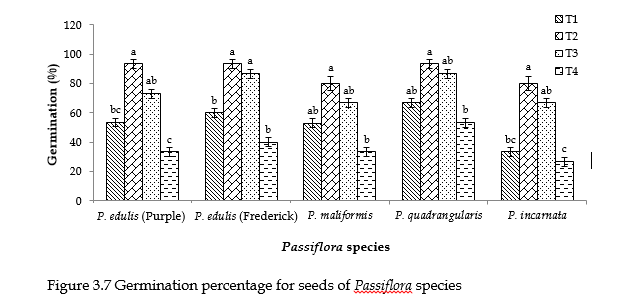 120
T1
T2
T3
T4
100
80
60
40
20
0
Germination (%)
bc a ab c
b a a b
ab a ab b
ab a ab b
bc a ab c
P. edulis (Purple) P. edulis (Frederick) P. maliformis P. quadrangularis P. incarnata
Passiflora species
Figure 3.7 Germination percentage for seeds of Passiflora species